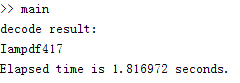 >> main
decode result:
Iampdf417
Elapsed time is 1.816972 seconds.